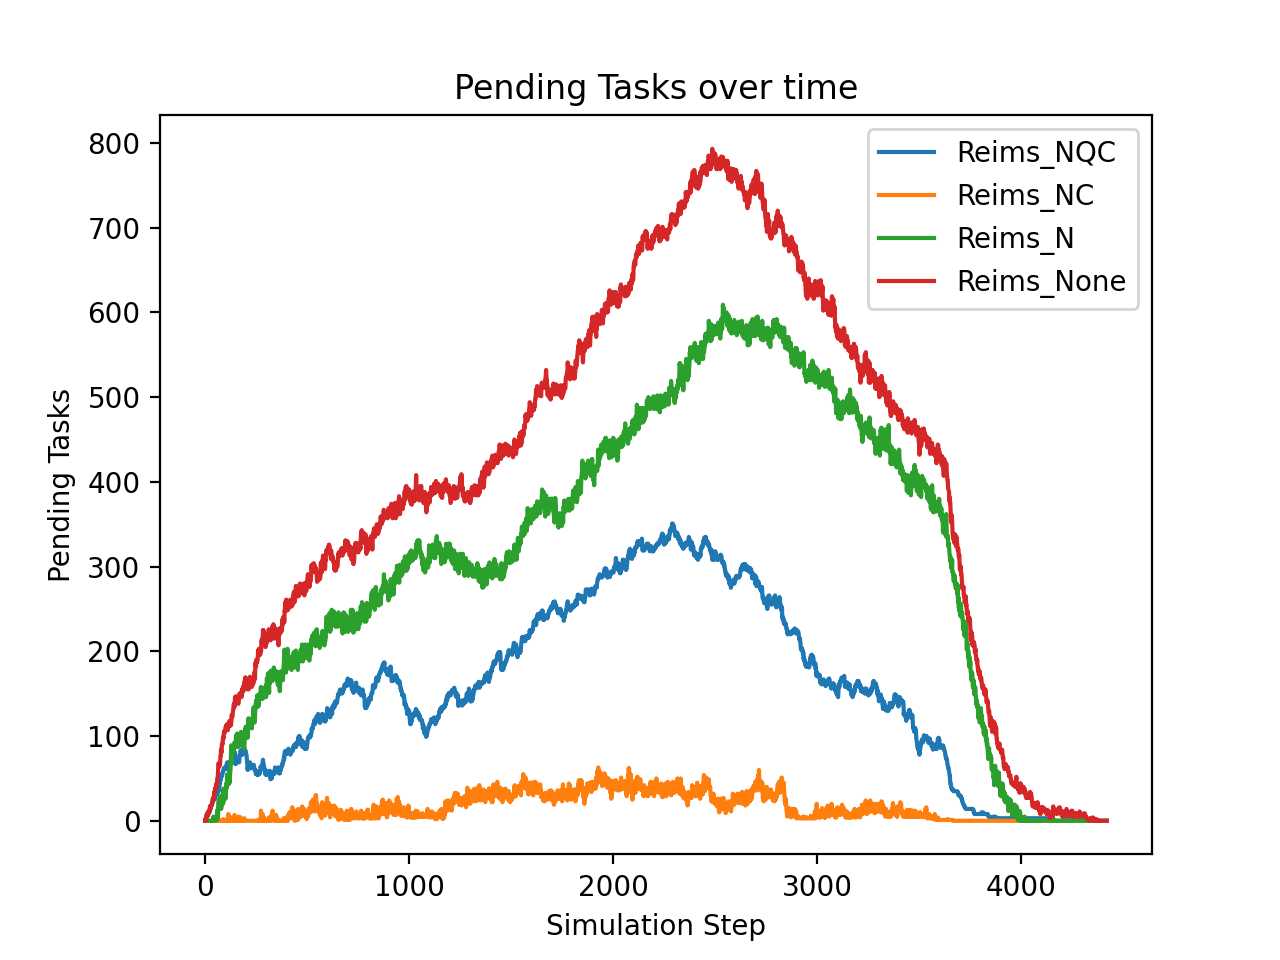 Pending Tasks over time
Pending Tasks
800
700
600
500
400
300
200
100
0
Reims_NQC
Reims_NC
Reims_N
Reims_None
0 1000 2000 3000 4000
Simulation Step